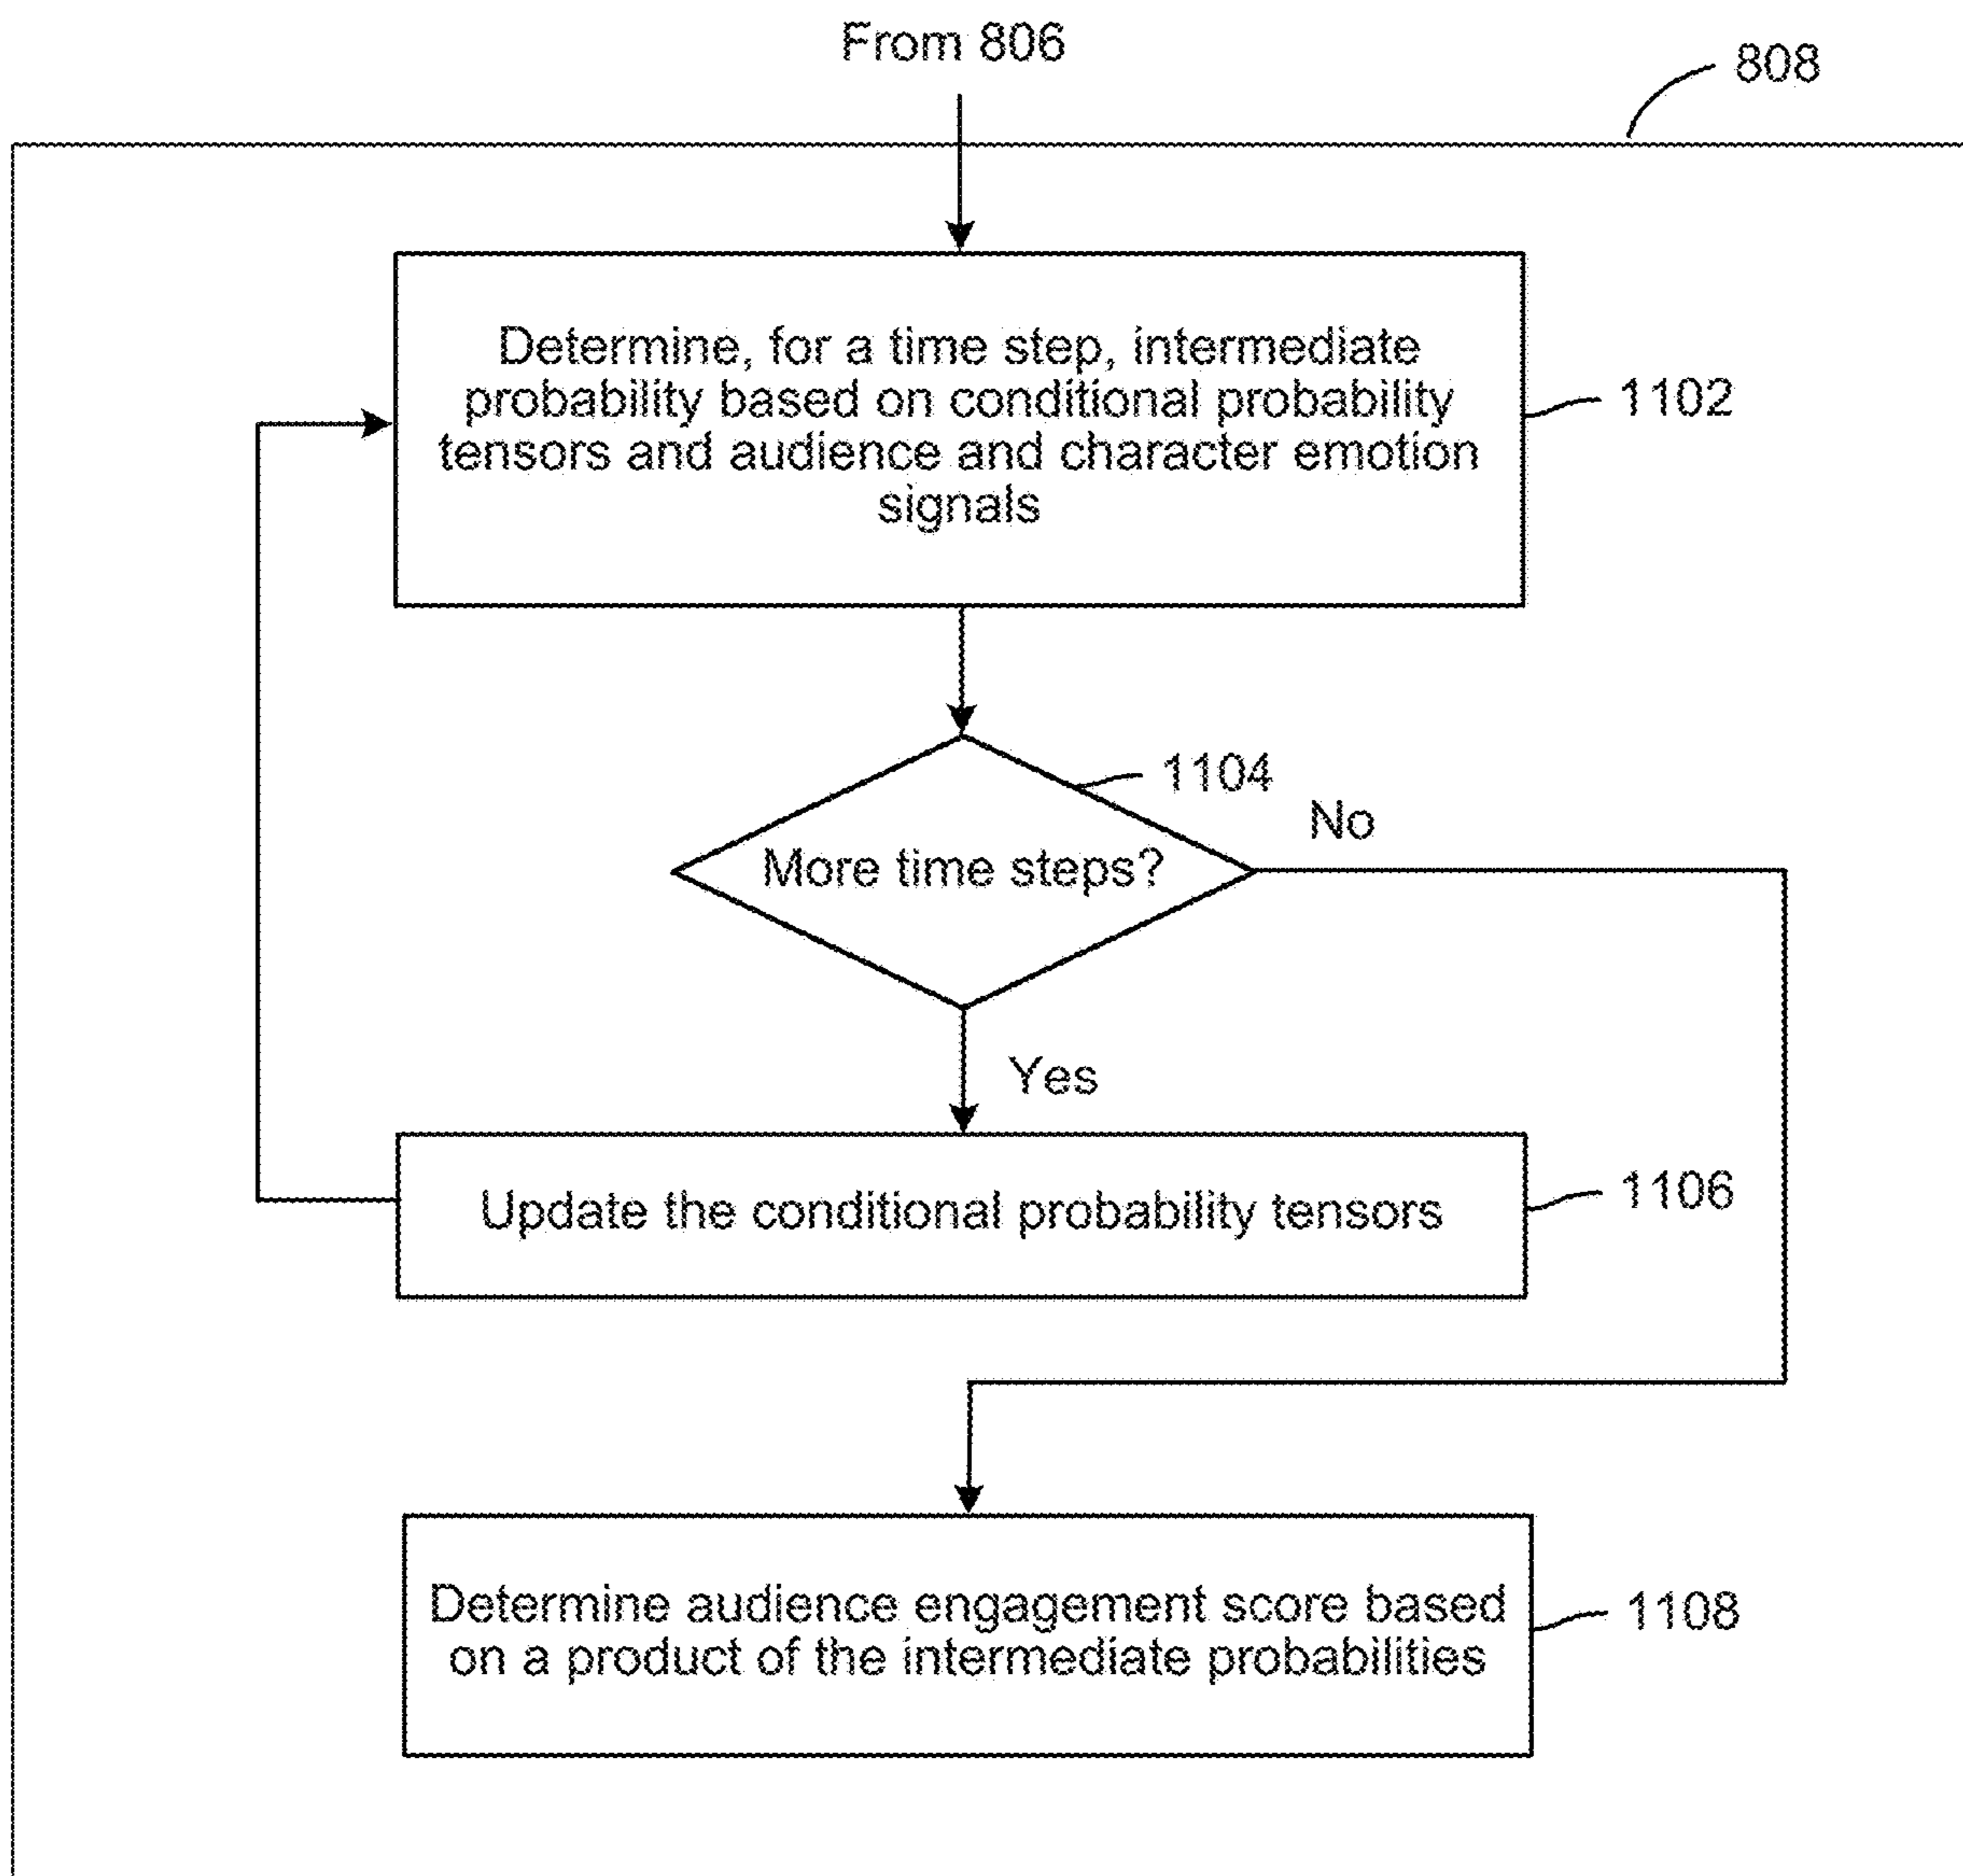 From 806
808
Determine, for a time step, intermediate
probability based on conditional probability
tensors and audience and character emotion
signals
1102
1104
No
More time steps?
Yes
Update the conditional probability tensors
1106
Determine audience engagement score based
on a product of the intermediate probabilities
1108